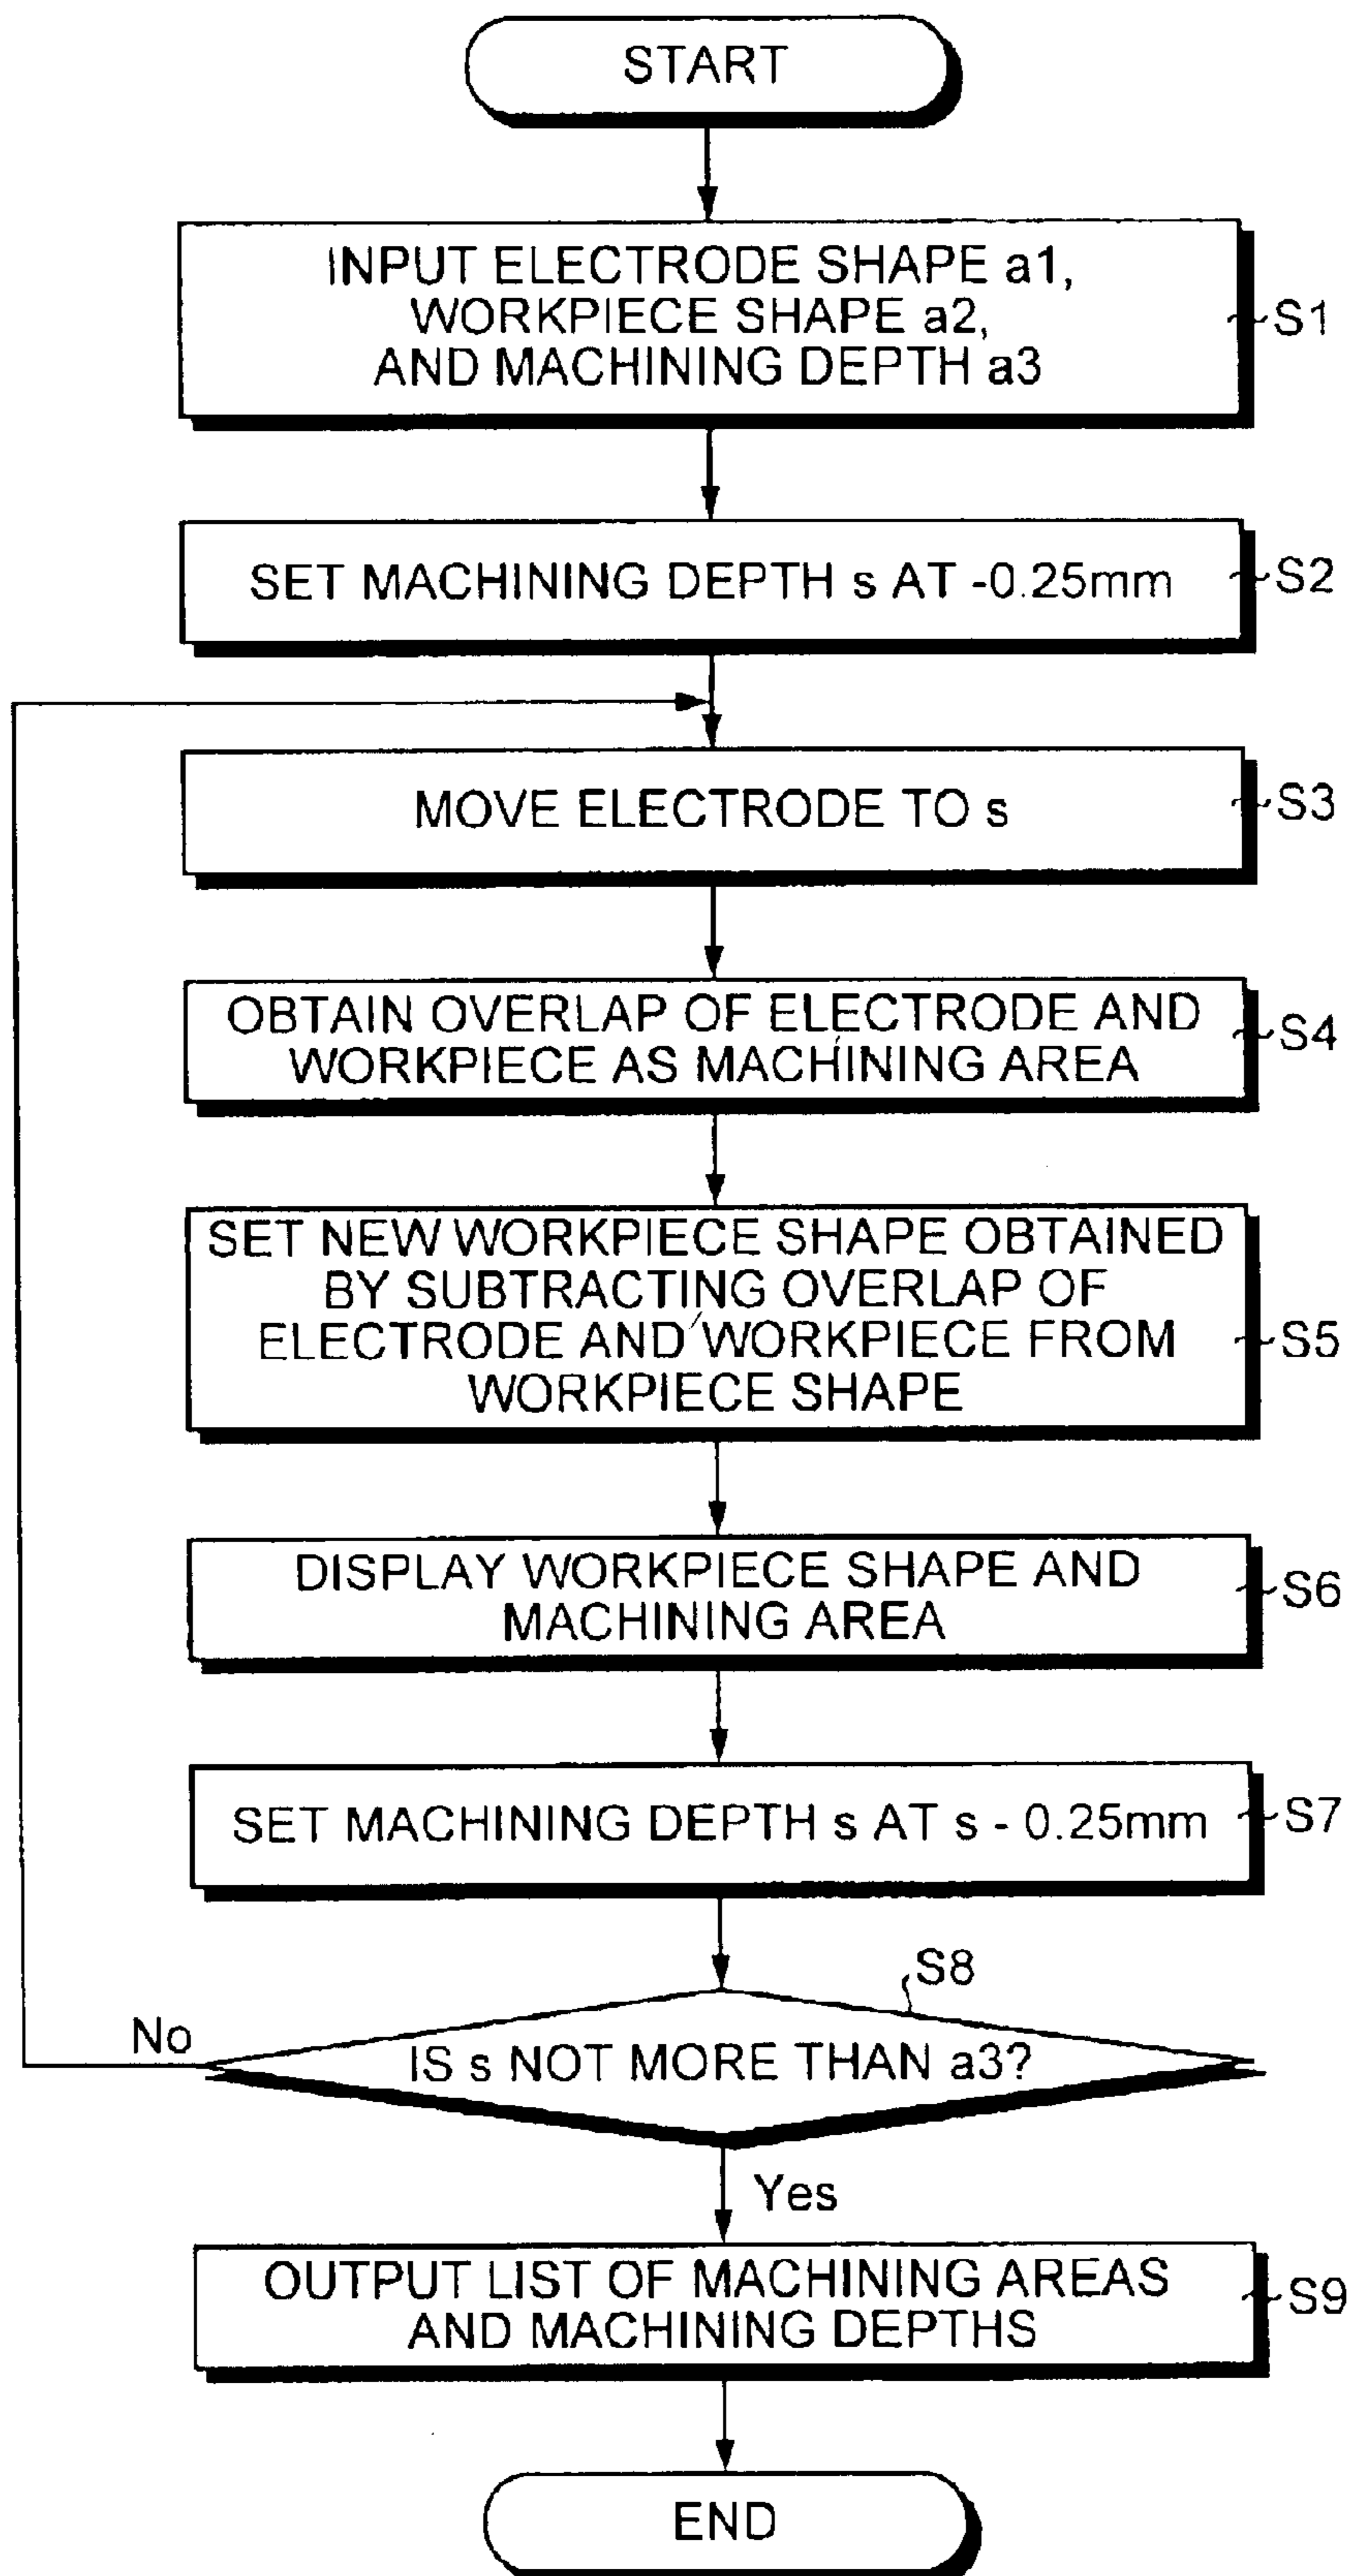 START
INPUT ELECTRODE SHAPE a1,
WORKPIECE SHAPE a2,
AND MACHINING DEPTH a3
S1
SET MACHINING DEPTH s AT -0.25mm
S2
MOVE ELECTRODE TO s
S3
OBTAIN OVERLAP OF ELECTRODE AND
WORKPIECE AS MACHINING AREA
S4
SET NEW WORKPIECE SHAPE OBTAINED
BY SUBTRACTING OVERLAP OF
ELECTRODE AND WORKPIECE FROM
WORKPIECE SHAPE
S5
DISPLAY WORKPIECE SHAPE AND
MACHINING AREA
S6
SET MACHINING DEPTH s AT s - 0.25mm
S7
S8
No
IS s NOT MORE THAN a3?
Yes
OUTPUT LIST OF MACHINING AREAS
AND MACHINING DEPTHS
S9
END